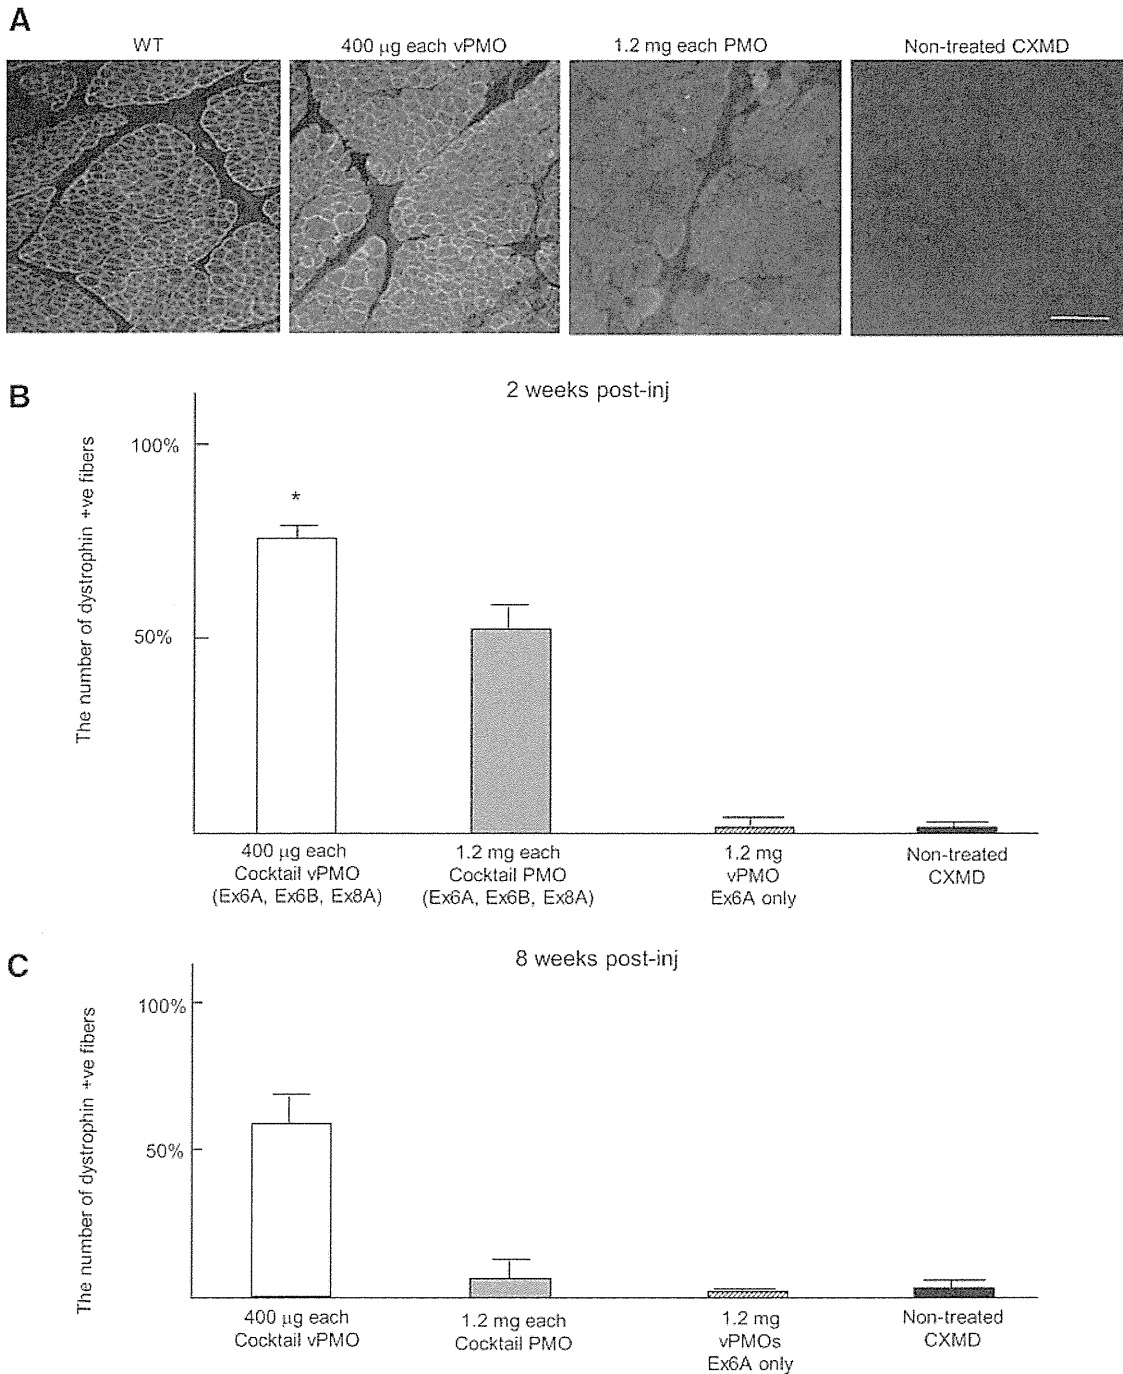 A
WT
400 µg each vPMO
1.2 mg each PMO
Non-treated CXMD
B
2 weeks post-inj
The number of dystrophin +ve fibers
100%
50%
*
400 µg each
Cocktail vPMO
(Ex6A, Ex6B, Ex8A)
1.2 mg each
Cocktail PMO
(Ex6A, Ex6B, Ex8A)
1.2 mg
vPMO
Ex6A only
Non-treated
CXMD
C
8 weeks post-inj
The number of dystrophin +ve fibers
100%
50%
400 µg each
Cocktail vPMO
1.2 mg each
Cocktail PMO
1.2 mg
vPMOs
Ex6A only
Non-treated
CXMD